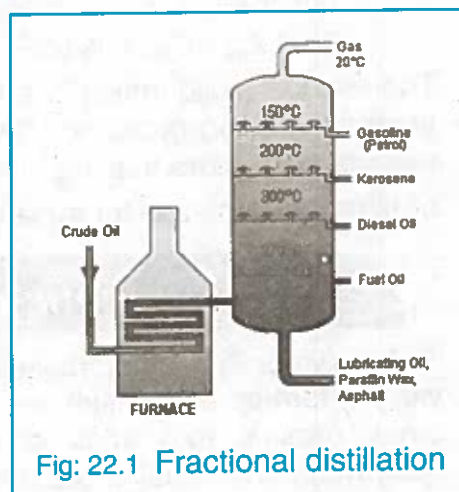 Gas
20°C
150°C
Gasoline
(Petrol)
200°C
Kerosene
300°C
Diesel Oil
Crude Oil
Fuel Oil
Lubricating Oil,
Paraffin Wax,
Asphalt
FURNACE
Fig: 22.1 Fractional distillation